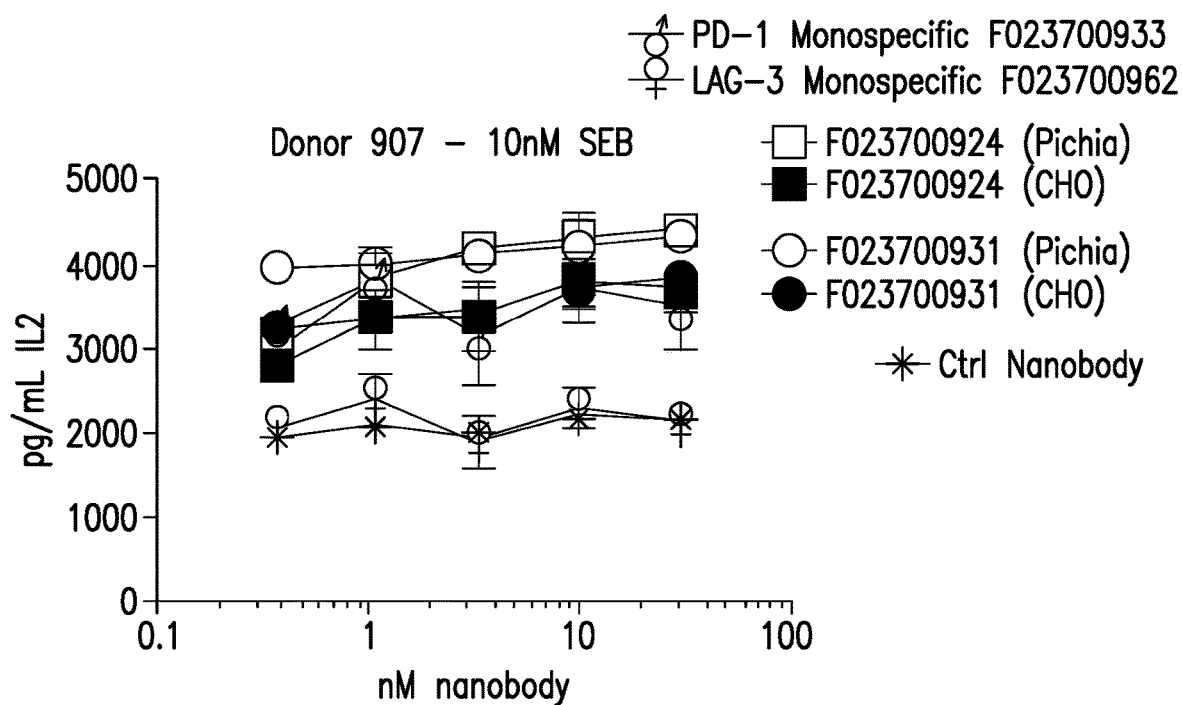 PD-1 Monospecific F023700933
LAG-3 Monospecific F023700962
Donor 907 - 10nM SEB
F023700924 (Pichia)
F023700924 (CHO)
F023700931 (Pichia)
F023700931 (CHO)
Ctrl Nanobody
pg/mL IL2
5000
4000
3000
2000
1000
0
0.1
1
10
100
nM nanobody